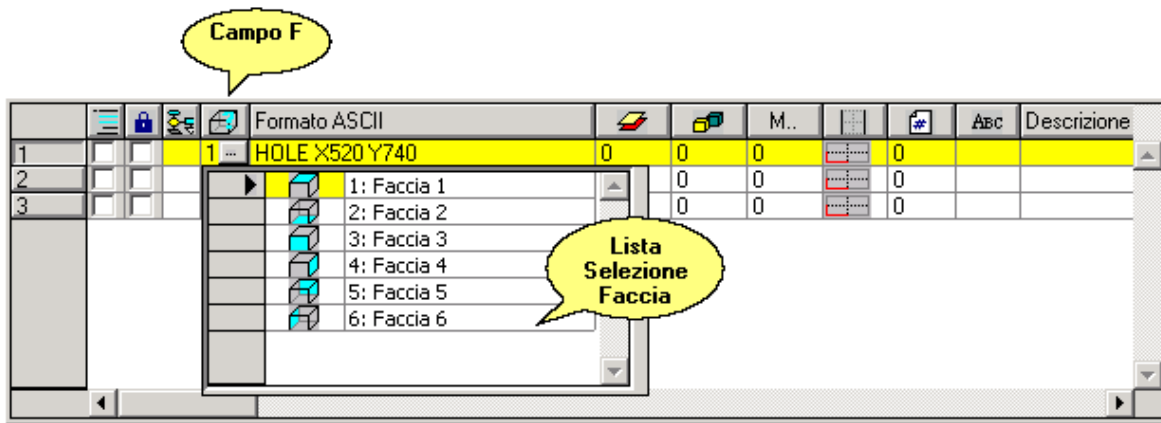 Campo F
Formato ASCII M.. # ABC Descrizione
1 1 ... HOLE X520 Y740 0 0 0 0
2 0 0 0
3 0 0 0
1: Faccia 1
2: Faccia 2
3: Faccia 3
4: Faccia 4
5: Faccia 5
6: Faccia 6
Lista
Selezione
Faccia